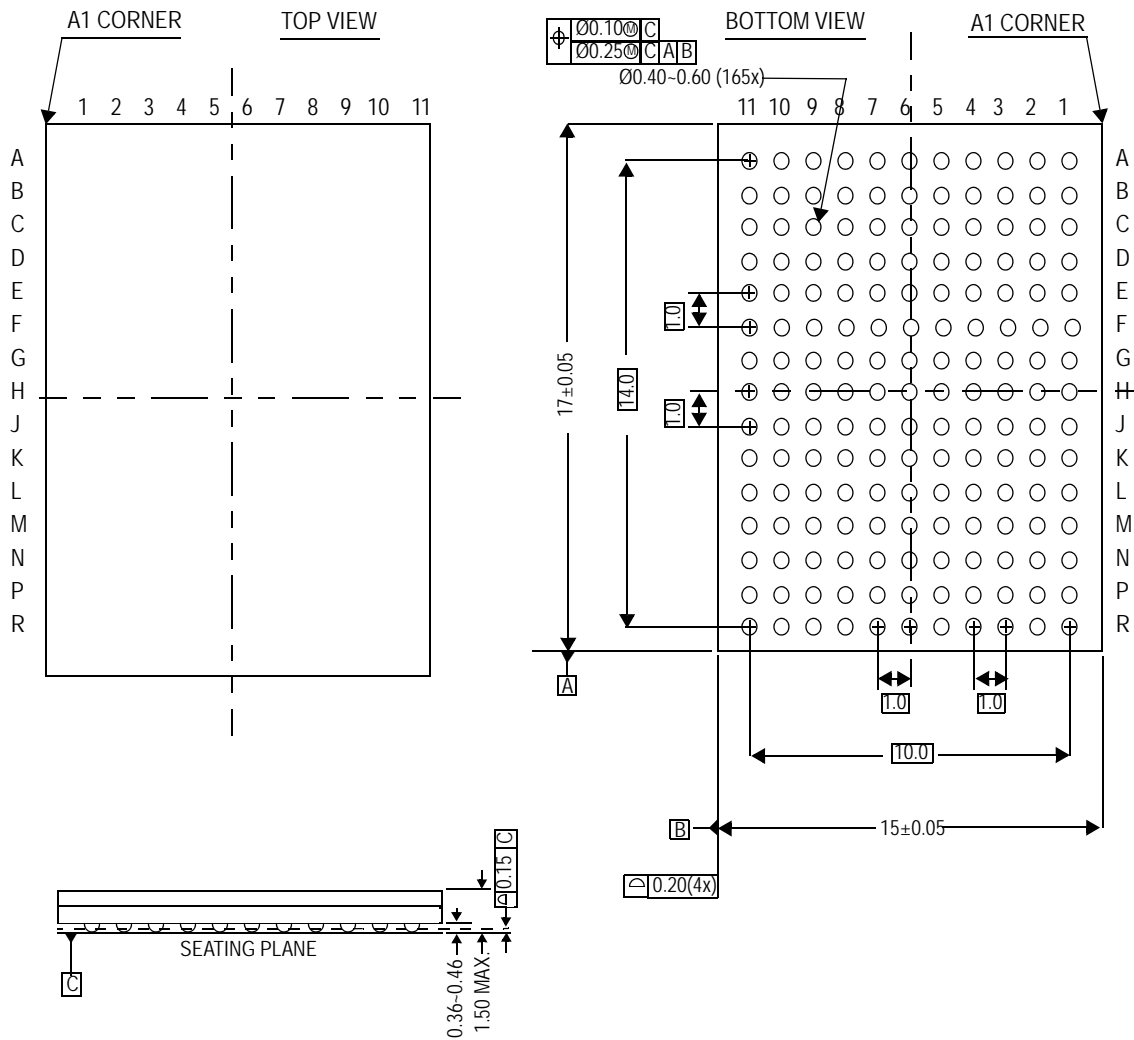 A1 CORNER
TOP VIEW
1 2 3 4 5 6 7 8 9 10 11
A
B
C
D
E
F
G
H
J
K
L
M
N
P
R
Ø0.10Ⓜ C
Ø0.25Ⓜ C A B
Ø0.40~0.60 (165x)
BOTTOM VIEW
A1 CORNER
11 10 9 8 7 6 5 4 3 2 1
A
B
C
D
E
F
G
H
J
K
L
M
N
P
R
17±0.05
14.0
1.0
1.0
A
1.0
1.0
10.0
B
15±0.05
0.20(4x)
0.15 C
SEATING PLANE
C
0.36~0.46
1.50 MAX.